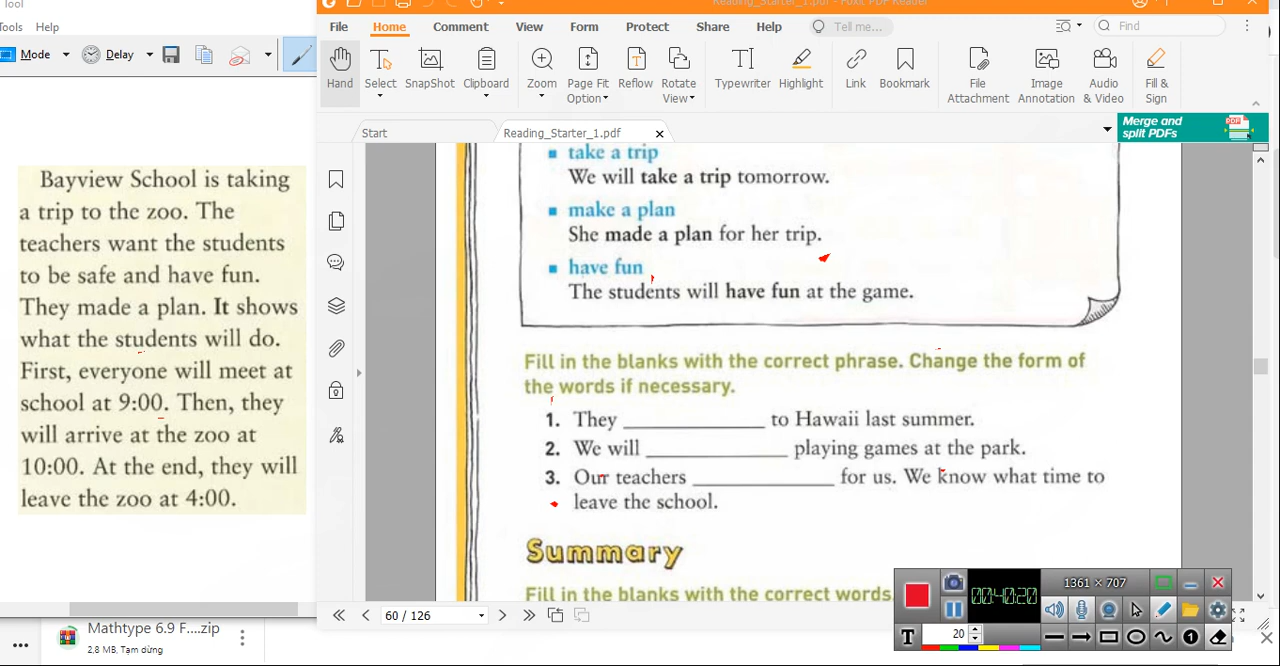 Tool
Reading_Starter_1.pdf - Foxit PDF Reader
Tools Help
File Home Comment View Form Protect Share Help Tell me... Find
Mode Delay
Hand Select SnapShot Clipboard Zoom Page Fit Option Reflow Rotate View Typewriter Highlight Link Bookmark File Attachment Image Annotation Audio & Video Fill & Sign
Start Reading_Starter_1.pdf
Merge and
split PDFs
PDF
Bayview School is taking
a trip to the zoo. The
teachers want the students
to be safe and have fun.
They made a plan. It shows
what the students will do.
First, everyone will meet at
school at 9:00. Then, they
will arrive at the zoo at
10:00. At the end, they will
leave the zoo at 4:00.
take a trip
We will take a trip tomorrow.
make a plan
She made a plan for her trip.
have fun
The students will have fun at the game.
Fill in the blanks with the correct phrase. Change the form of
the words if necessary.
1. They ____________ to Hawaii last summer.
2. We will ____________ playing games at the park.
3. Our teachers ____________ for us. We know what time to
leave the school.
Summary
Fill in the blanks with the correct words.
60 / 126
00:40:20
1361 × 707
T 20
1
Mathtype 6.9 F....zip
2.8 MB, Tạm dừng